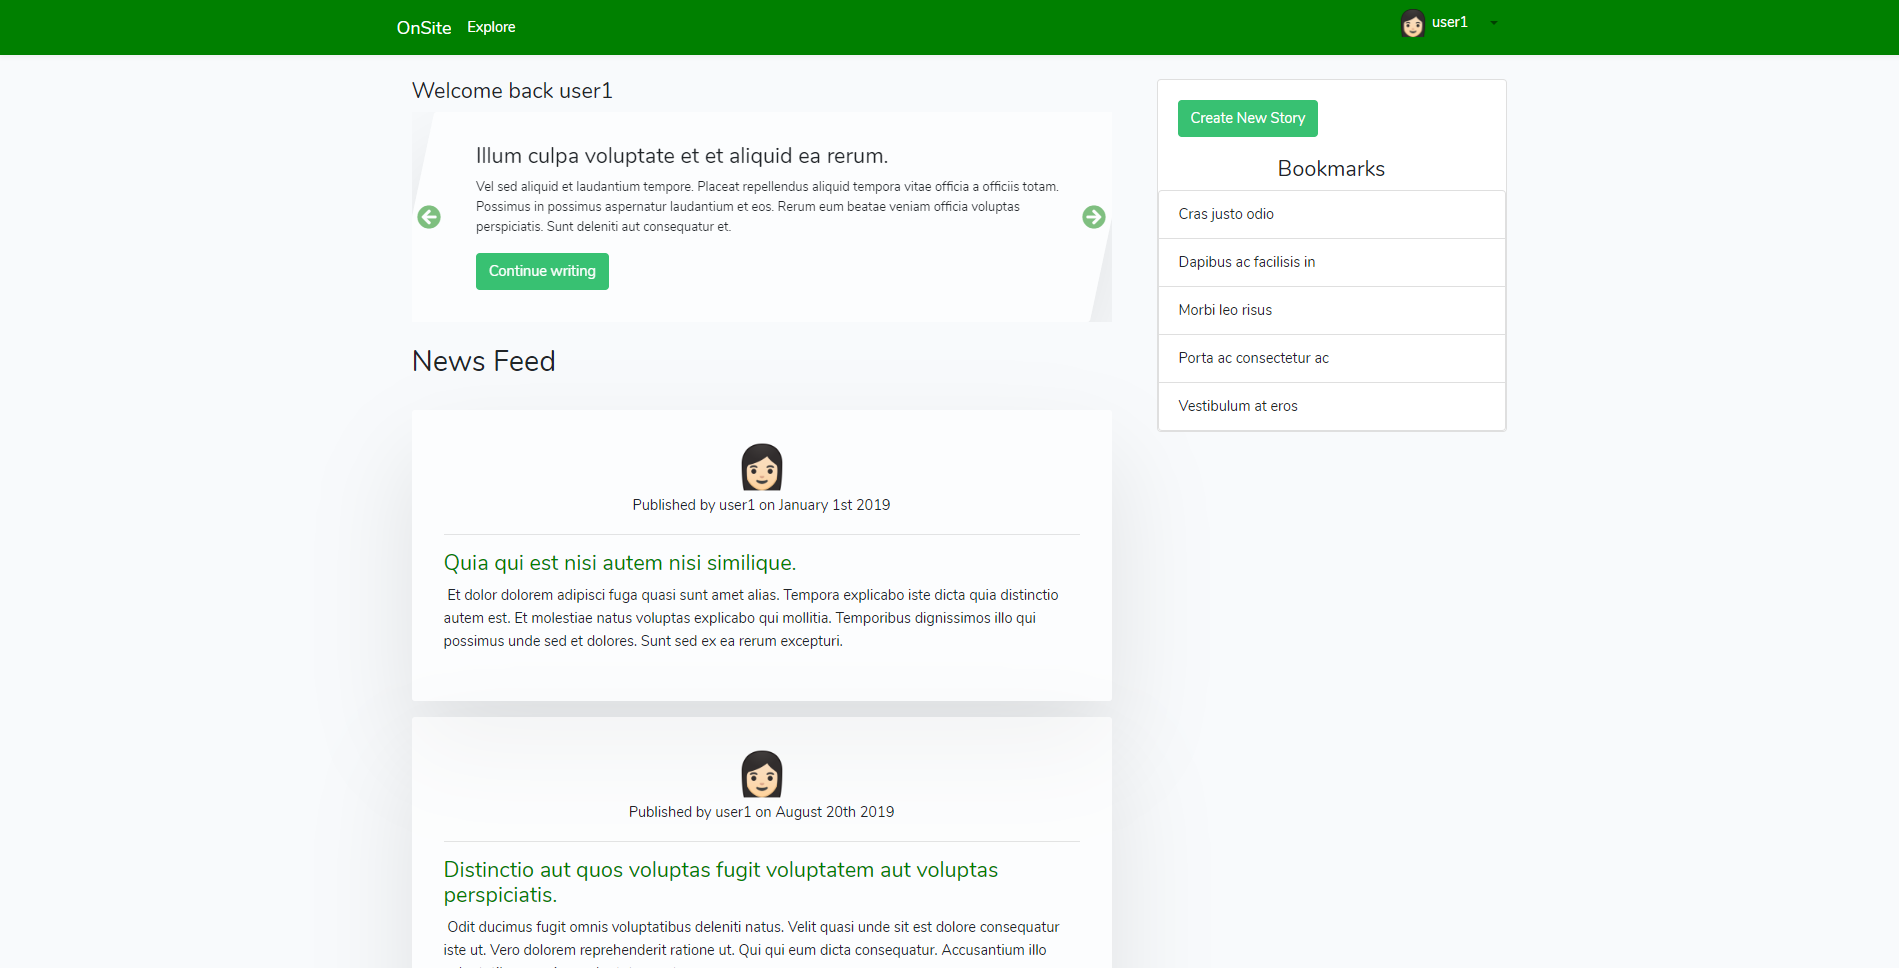 OnSite
Explore
user1
Welcome back user1
Illum culpa voluptate et et aliquid ea rerum.
Vel sed aliquid et laudantium tempore. Placeat repellendus aliquid tempora vitae officia a officiis totam.
Possimus in possimus aspernatur laudantium et eos. Rerum eum beatae veniam officia voluptas
perspiciatis. Sunt deleniti aut consequatur et.
Continue writing
Create New Story
Bookmarks
Cras justo odio
Dapibus ac facilisis in
Morbi leo risus
Porta ac consectetur ac
Vestibulum at eros
News Feed
Published by user1 on January 1st 2019
Quia qui est nisi autem nisi similique.
Et dolor dolorem adipisci fuga quasi sunt amet alias. Tempora explicabo iste dicta quia distinctio
autem est. Et molestiae natus voluptas explicabo qui mollitia. Temporibus dignissimos illo qui
possimus unde sed et dolores. Sunt sed ex ea rerum excepturi.
Published by user1 on August 20th 2019
Distinctio aut quos voluptas fugit voluptatem aut voluptas
perspiciatis.
Odit ducimus fugit omnis voluptatibus deleniti natus. Velit quasi unde sit est dolore consequatur
iste ut. Vero dolorem reprehenderit ratione ut. Qui qui eum dicta consequatur. Accusantium illo